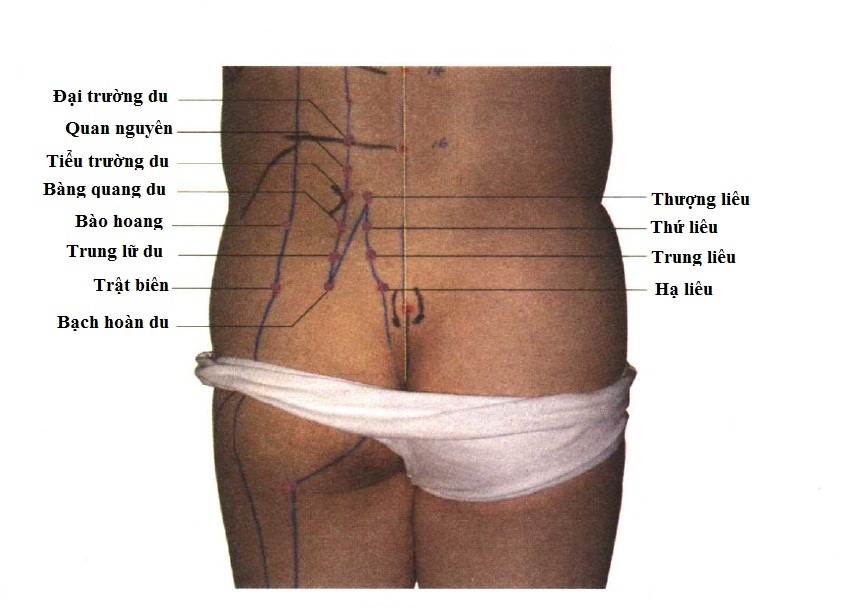 Đại trường du
Quan nguyên
Tiểu trường du
Bàng quang du
Bào hoang
Trung lữ du
Trật biên
Bạch hoàn du
Thượng liêu
Thứ liêu
Trung liêu
Hạ liêu